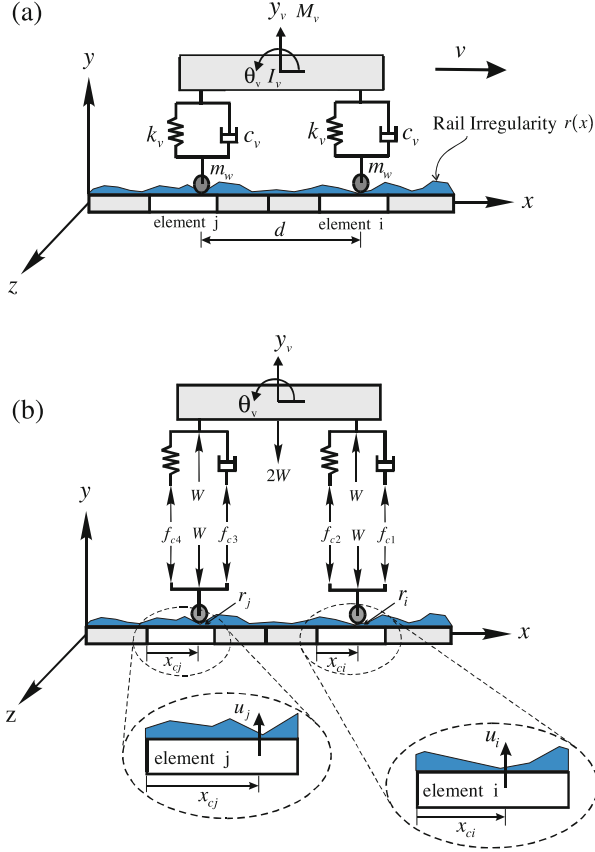 (a)
y_v M_v
v
θ_v I_v
y
k_v
c_v
k_v
c_v
Rail Irregularity r(x)
m_w
m_w
x
element j
d
element i
z
(b)
y_v
θ_v
2W
W
W
y
f_c4
W
f_c3
f_c2
W
f_c1
r_j
r_i
x
x_cj
x_ci
z
u_j
element j
x_cj
u_i
element i
x_ci